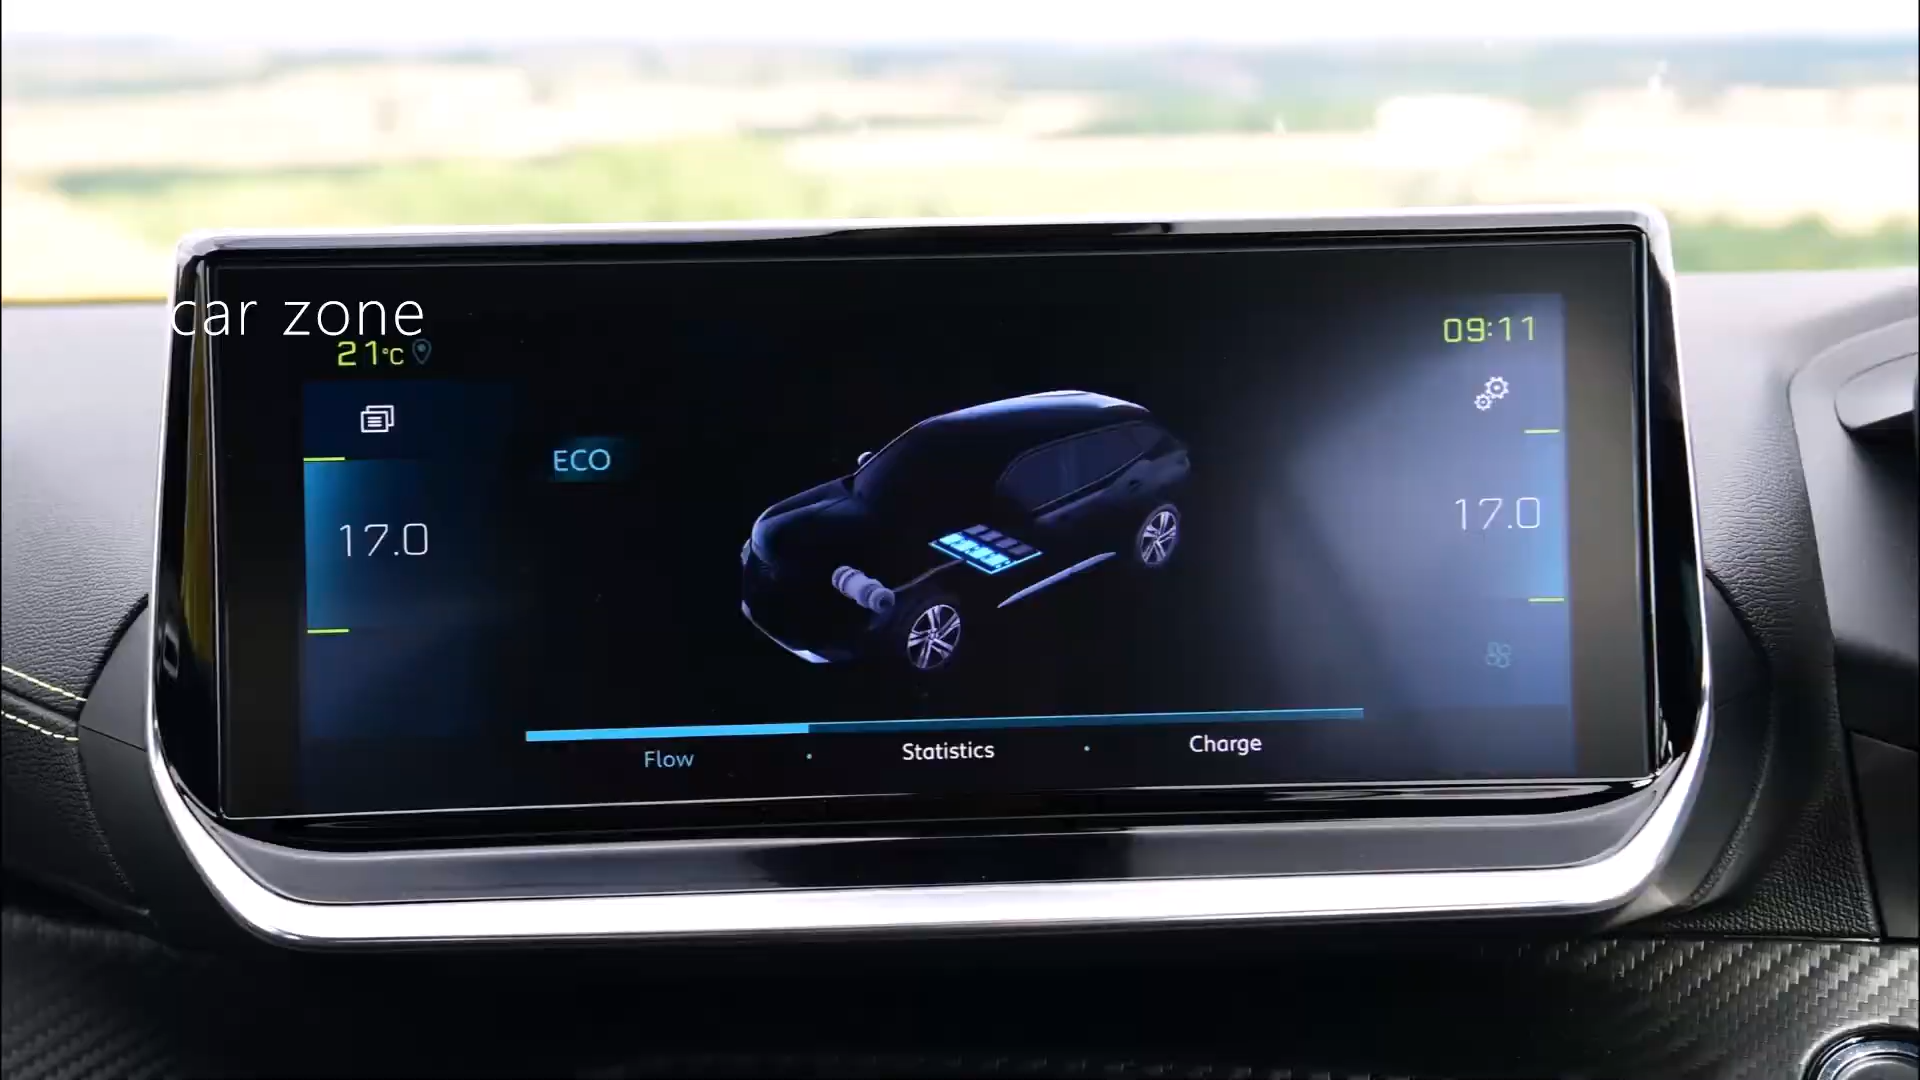 car zone
21°C
09:11
ECO
17.0
17.0
Flow · Statistics · Charge